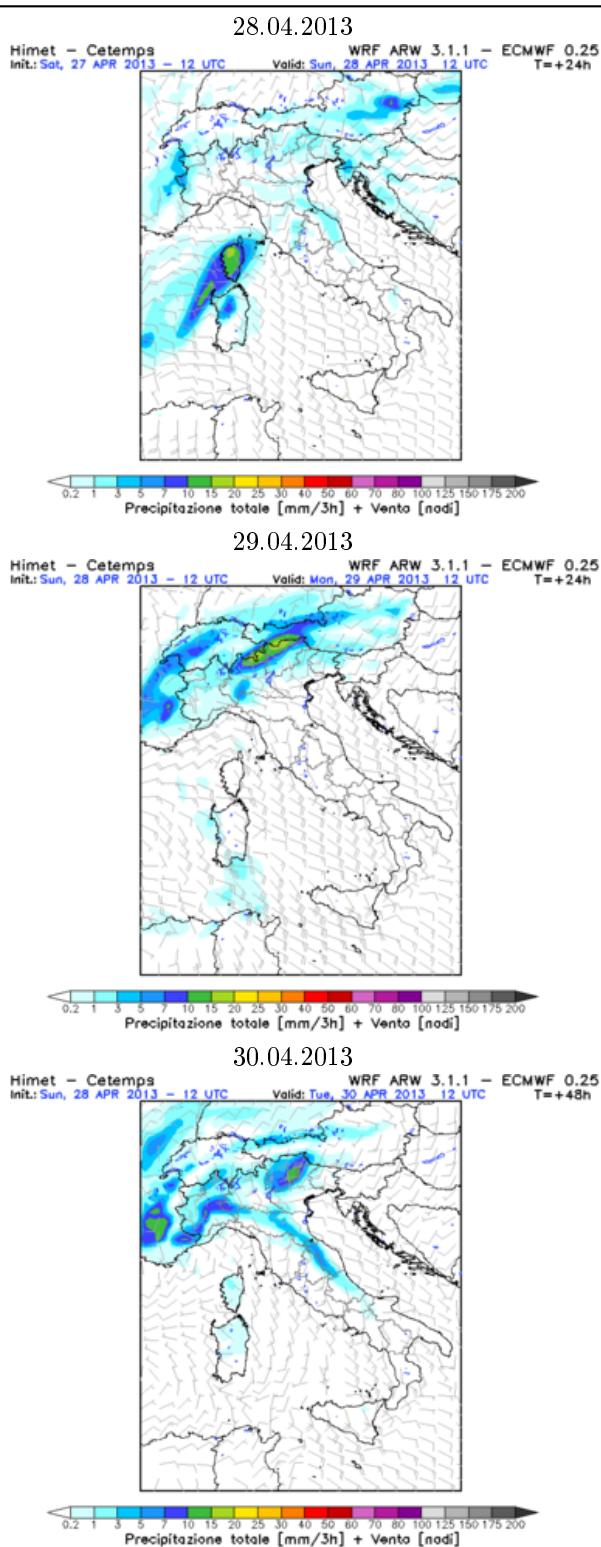 28.04.2013
Himet - Cetemps WRF ARW 3.1.1 - ECMWF 0.25
Init.: Sat, 27 APR 2013 - 12 UTC Valid: Sun, 28 APR 2013 12 UTC T=+24h
0.2 1 3 5 7 10 15 20 25 30 40 50 60 70 80 100 125 150 175 200
Precipitazione totale [mm/3h] + Vento [nodi]
29.04.2013
Himet - Cetemps WRF ARW 3.1.1 - ECMWF 0.25
Init.: Sun, 28 APR 2013 - 12 UTC Valid: Mon, 29 APR 2013 12 UTC T=+24h
0.2 1 3 5 7 10 15 20 25 30 40 50 60 70 80 100 125 150 175 200
Precipitazione totale [mm/3h] + Vento [nodi]
30.04.2013
Himet - Cetemps WRF ARW 3.1.1 - ECMWF 0.25
Init.: Sun, 28 APR 2013 - 12 UTC Valid: Tue, 30 APR 2013 12 UTC T=+48h
0.2 1 3 5 7 10 15 20 25 30 40 50 60 70 80 100 125 150 175 200
Precipitazione totale [mm/3h] + Vento [nodi]